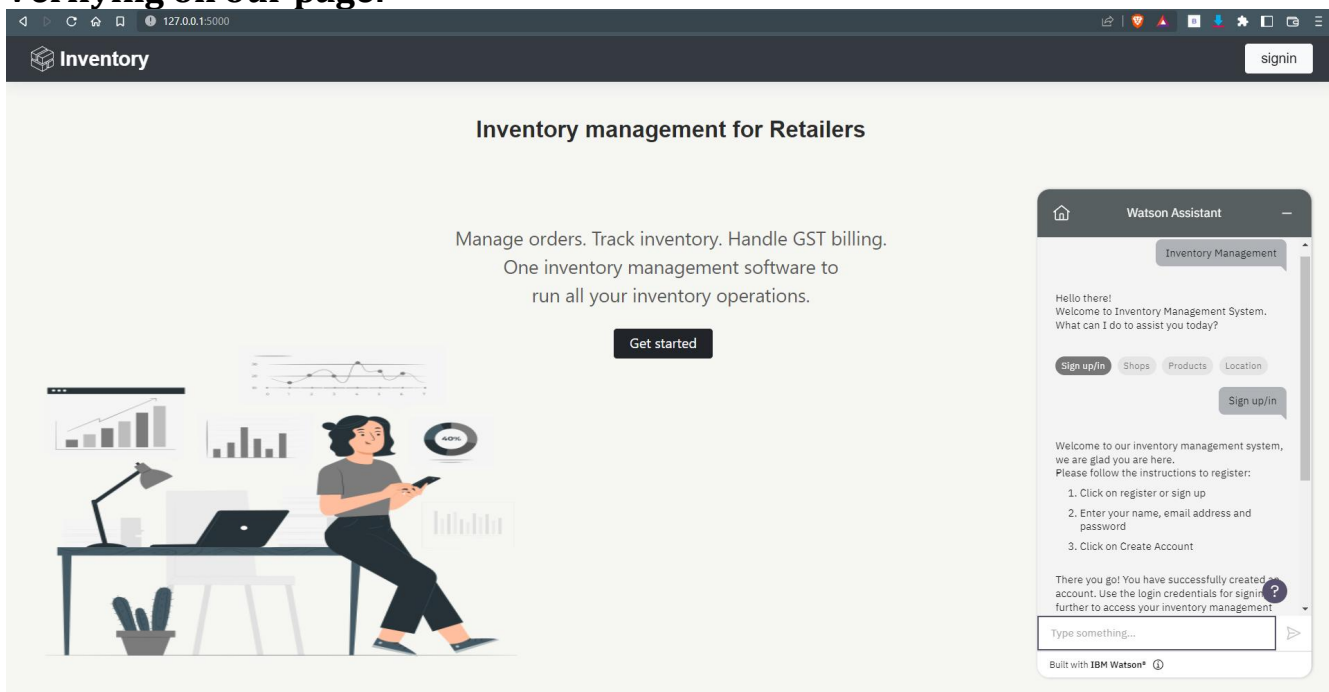 Verifying on our page:
127.0.0.1:5000
Inventory
signin
Inventory management for Retailers
Manage orders. Track inventory. Handle GST billing.
One inventory management software to
run all your inventory operations.
Get started
40%
Watson Assistant
Inventory Management
Hello there!
Welcome to Inventory Management System.
What can I do to assist you today?
Sign up/in Shops Products Location
Sign up/in
Welcome to our inventory management system,
we are glad you are here.
Please follow the instructions to register:
1. Click on register or sign up
2. Enter your name, email address and
password
3. Click on Create Account
There you go! You have successfully created
account. Use the login credentials for
further to access your inventory management
?
Type something...
Built with IBM Watson®